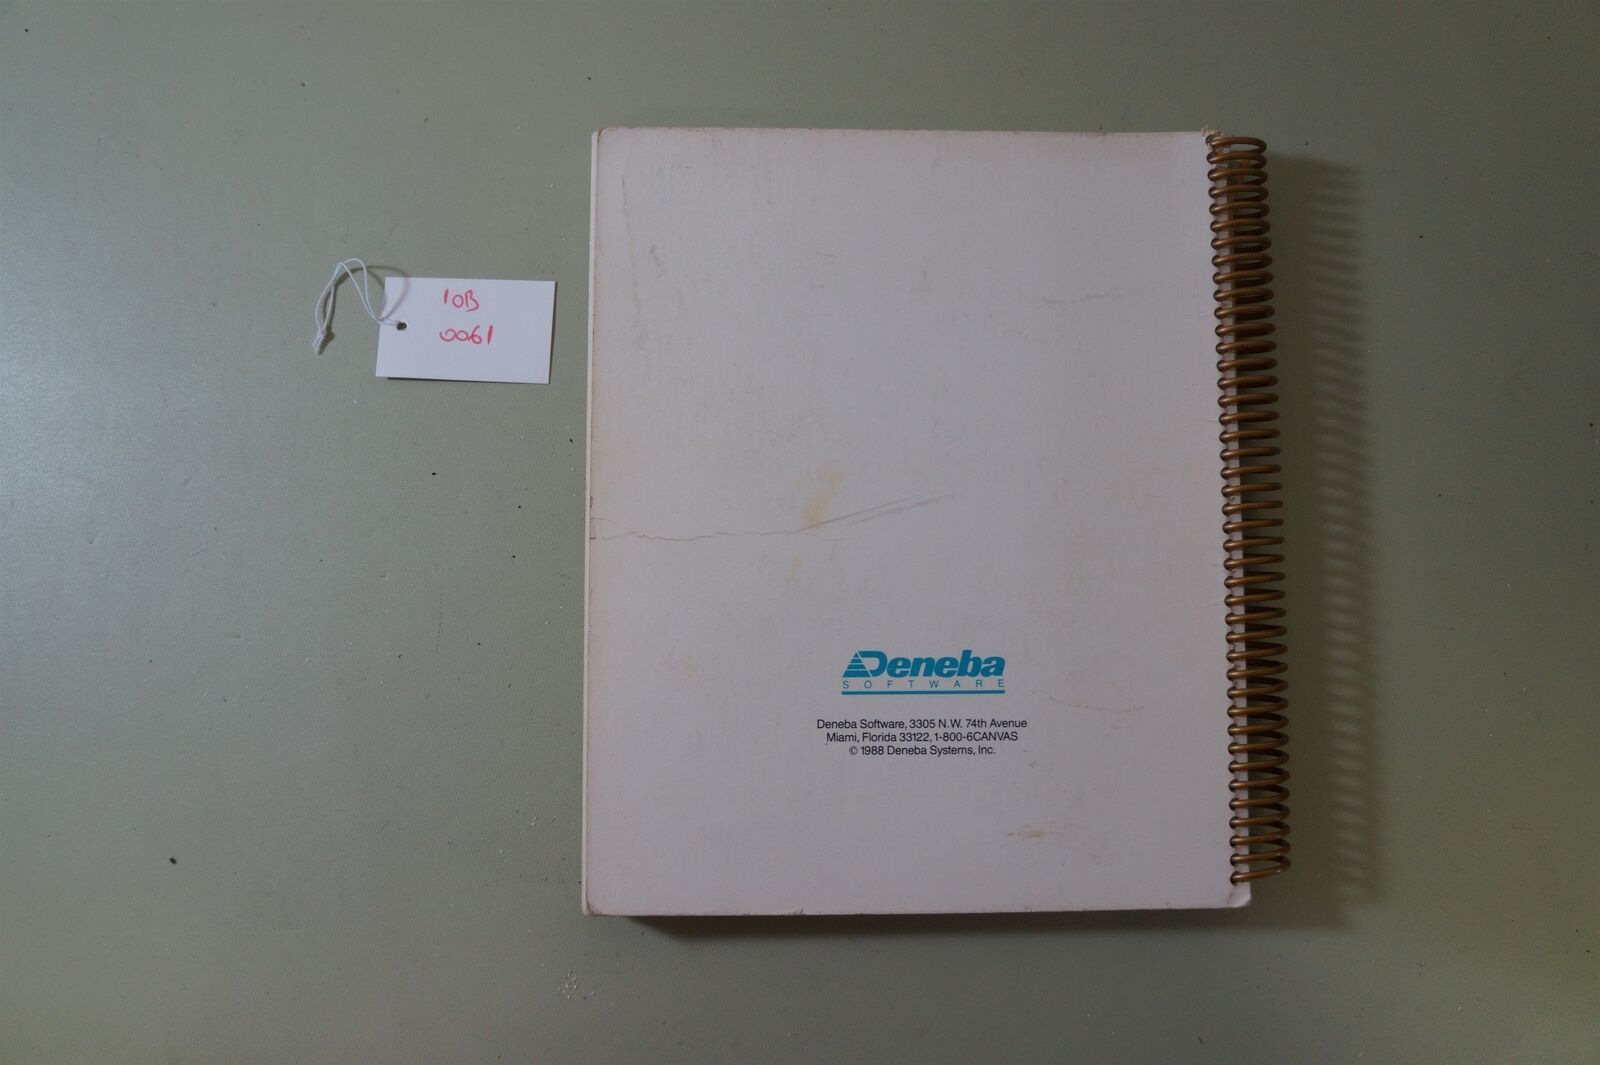 10B
0061
Deneba
SOFTWARE
Deneba Software, 3305 N.W. 74th Avenue
Miami, Florida 33122, 1-800-6CANVAS
© 1988 Deneba Systems, Inc.